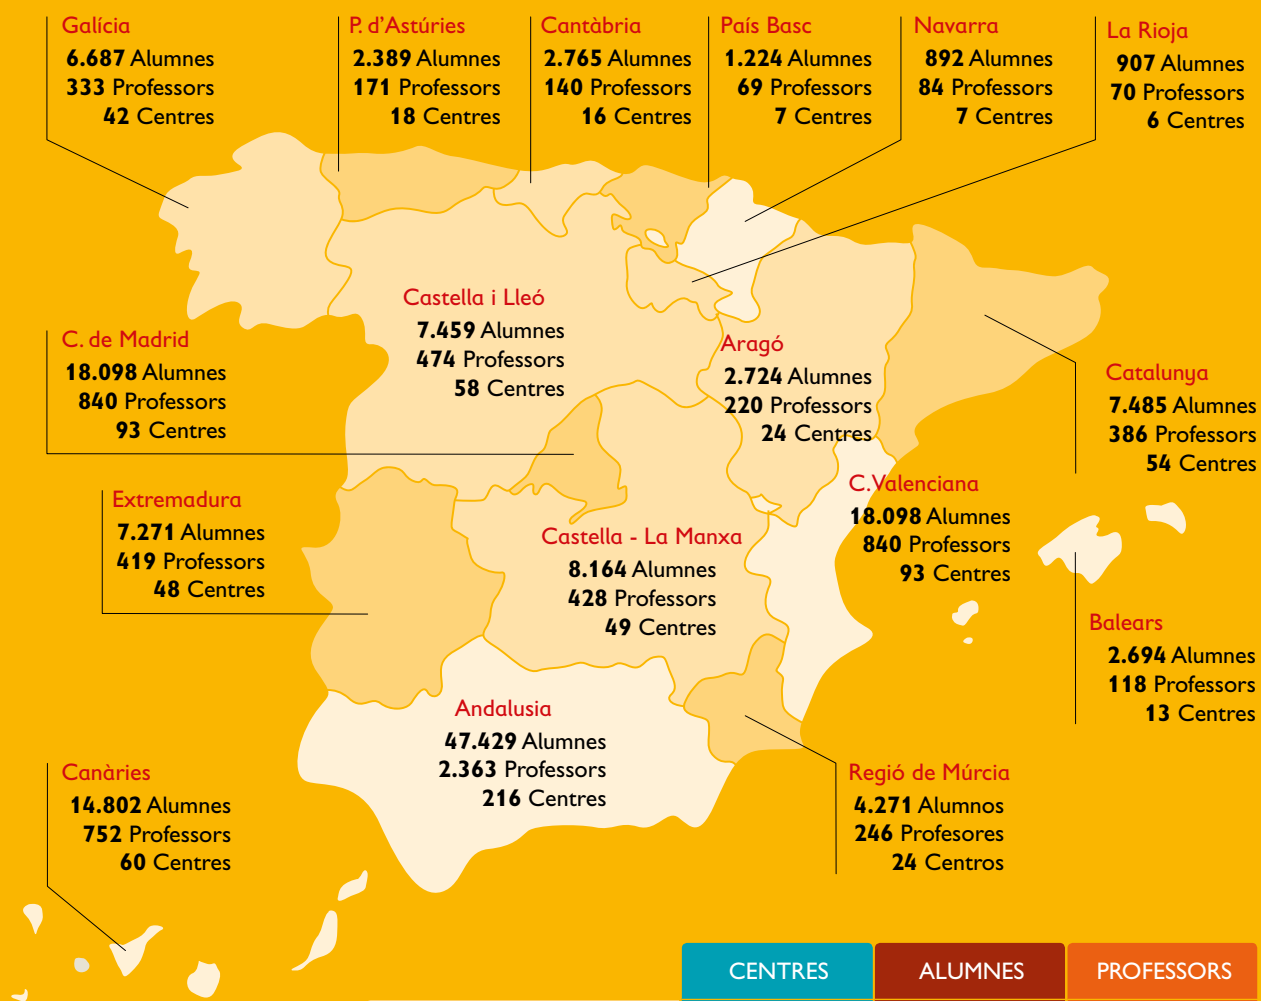 Galícia
6.687 Alumnes
333 Professors
42 Centres
P. d'Astúries
2.389 Alumnes
171 Professors
18 Centres
Cantàbria
2.765 Alumnes
140 Professors
16 Centres
País Basc
1.224 Alumnes
69 Professors
7 Centres
Navarra
892 Alumnes
84 Professors
7 Centres
La Rioja
907 Alumnes
70 Professors
6 Centres
Castella i Lleó
7.459 Alumnes
474 Professors
58 Centres
C. de Madrid
18.098 Alumnes
840 Professors
93 Centres
Aragó
2.724 Alumnes
220 Professors
24 Centres
Catalunya
7.485 Alumnes
386 Professors
54 Centres
Extremadura
7.271 Alumnes
419 Professors
48 Centres
Castella - La Manxa
8.164 Alumnes
428 Professors
49 Centres
C. Valenciana
18.098 Alumnes
840 Professors
93 Centres
Balears
2.694 Alumnes
118 Professors
13 Centres
Andalusia
47.429 Alumnes
2.363 Professors
216 Centres
Canàries
14.802 Alumnes
752 Professors
60 Centres
Regió de Múrcia
4.271 Alumnos
246 Profesores
24 Centros
CENTRES
ALUMNES
PROFESSORS